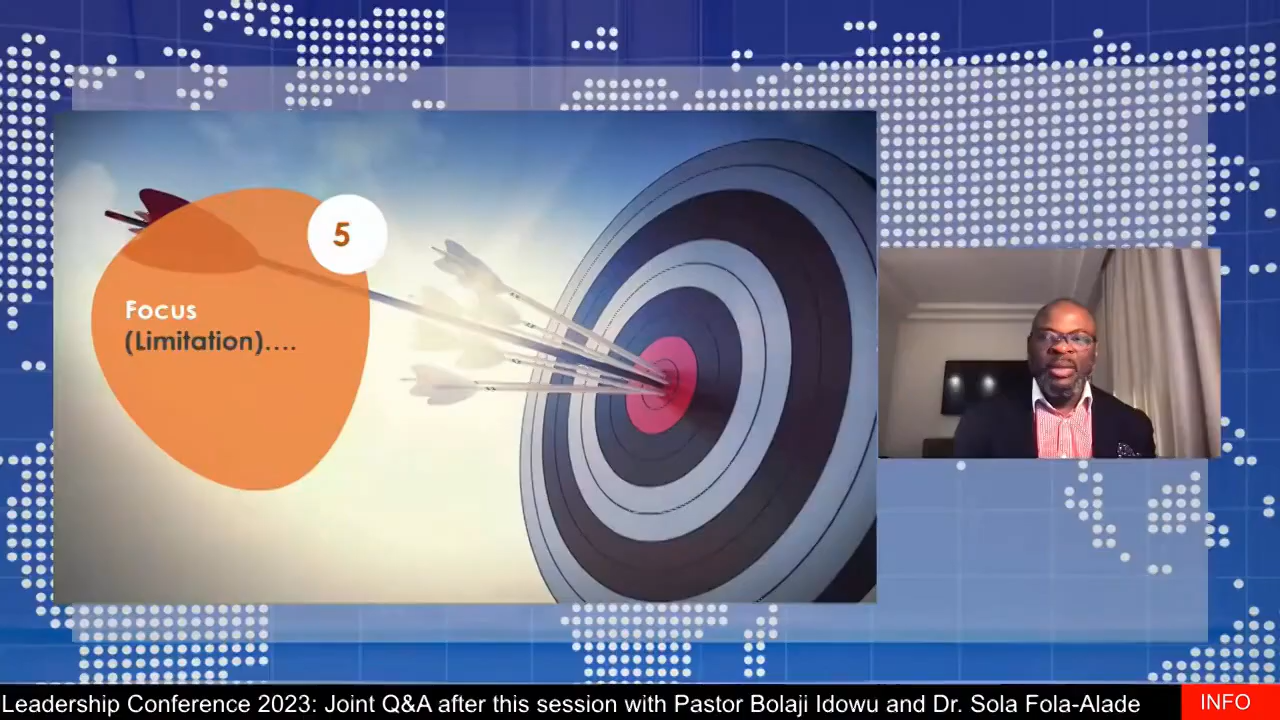 5
Focus
(Limitation)....
Leadership Conference 2023: Joint Q&A after this session with Pastor Bolaji Idowu and Dr. Sola Fola-Alade
INFO